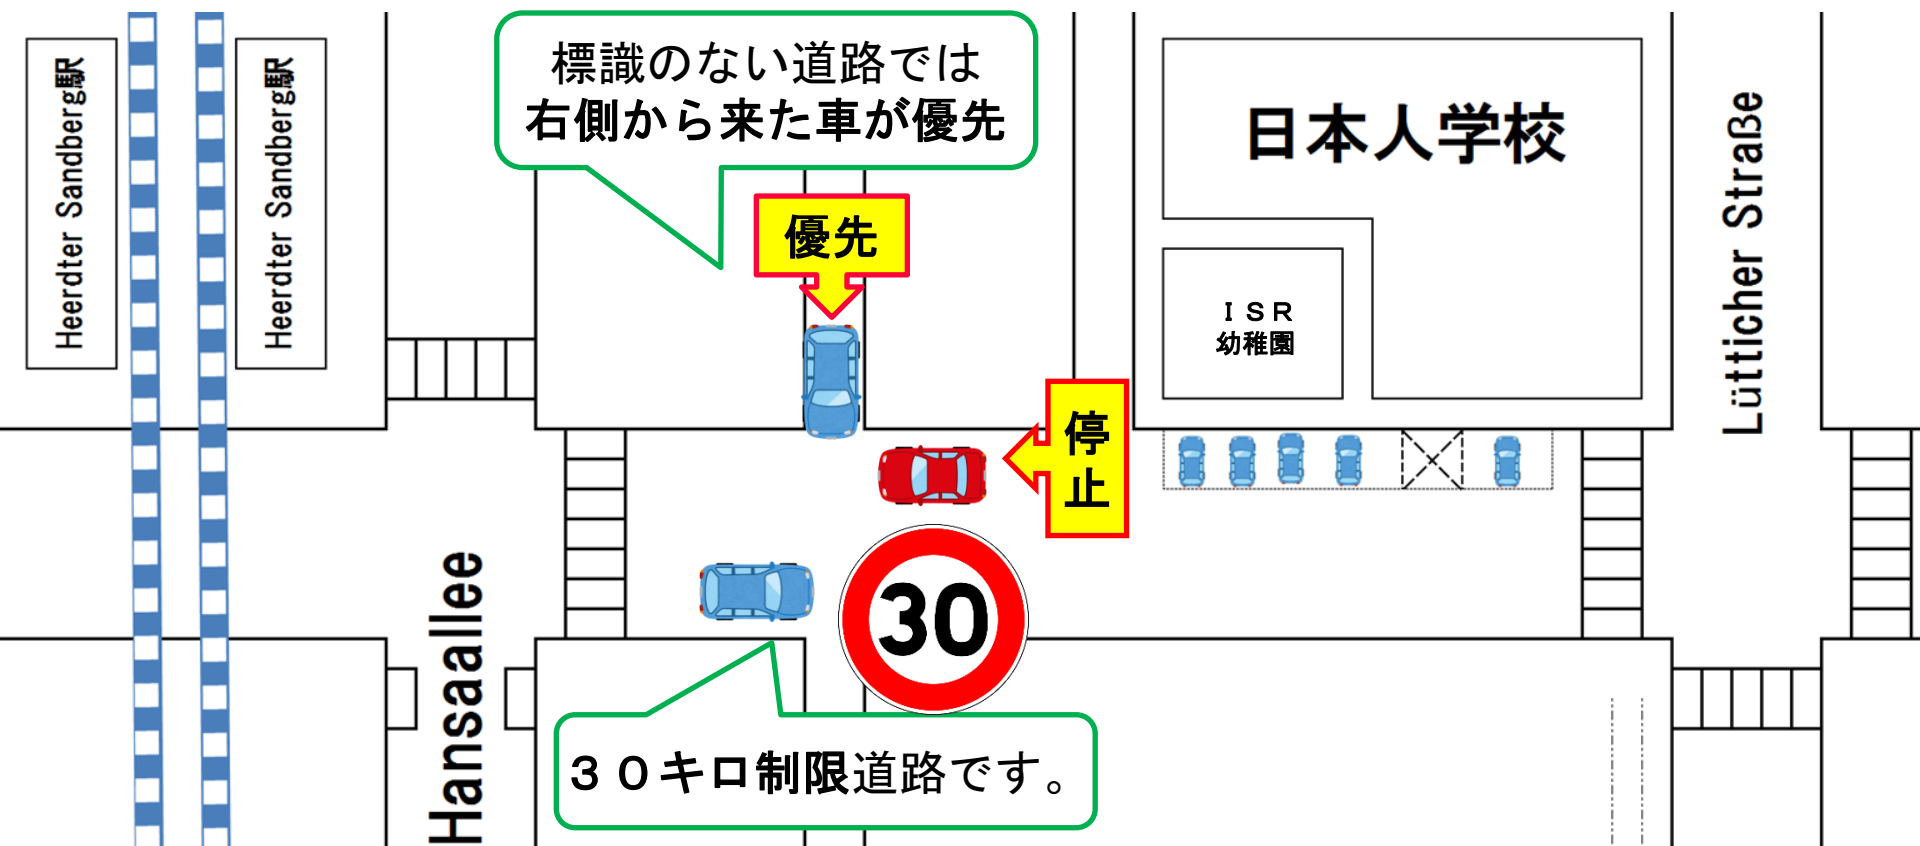 標識のない道路では
右側から来た車が優先
優先
停
止
日本人学校
ＩＳＲ
幼稚園
Heerdter Sandberg駅
Heerdter Sandberg駅
Lütticher Straße
Hansaallee
30
３０キロ制限道路です。